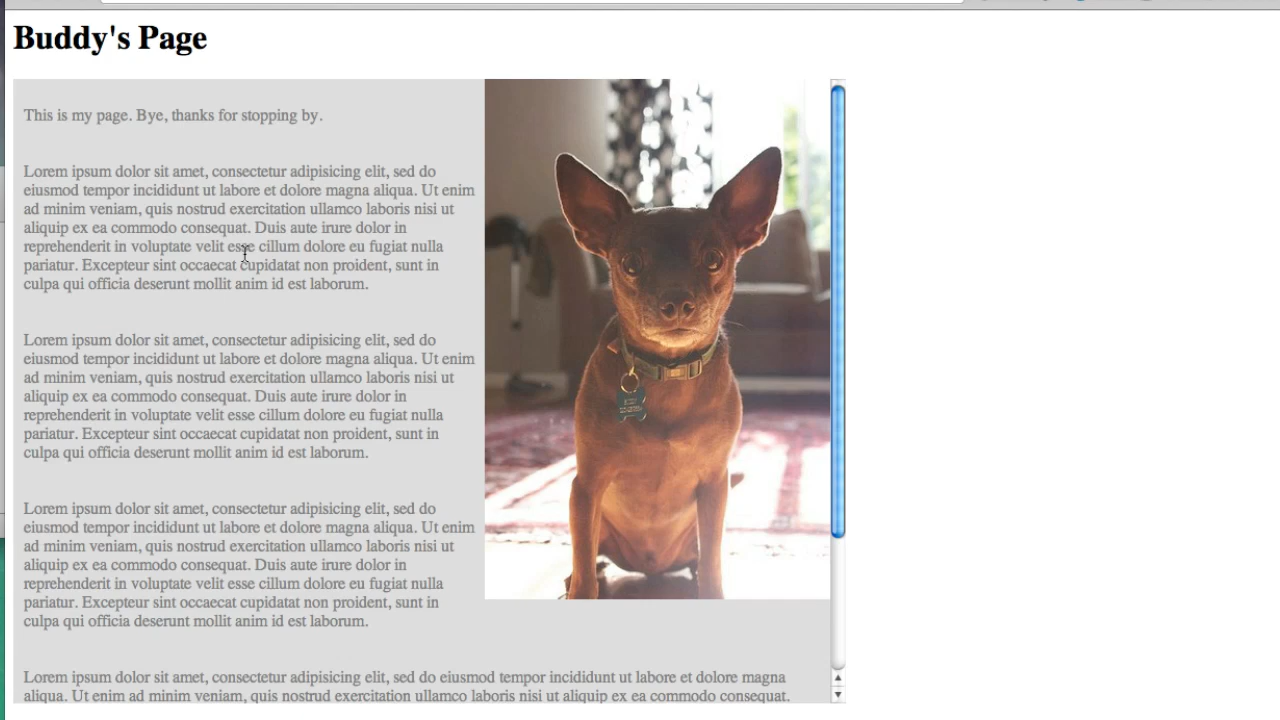 Buddy's Page
This is my page. Bye, thanks for stopping by.
Lorem ipsum dolor sit amet, consectetur adipisicing elit, sed do
eiusmod tempor incididunt ut labore et dolore magna aliqua. Ut enim
ad minim veniam, quis nostrud exercitation ullamco laboris nisi ut
aliquip ex ea commodo consequat. Duis aute irure dolor in
reprehenderit in voluptate velit esse cillum dolore eu fugiat nulla
pariatur. Excepteur sint occaecat cupidatat non proident, sunt in
culpa qui officia deserunt mollit anim id est laborum.
Lorem ipsum dolor sit amet, consectetur adipisicing elit, sed do
eiusmod tempor incididunt ut labore et dolore magna aliqua. Ut enim
ad minim veniam, quis nostrud exercitation ullamco laboris nisi ut
aliquip ex ea commodo consequat. Duis aute irure dolor in
reprehenderit in voluptate velit esse cillum dolore eu fugiat nulla
pariatur. Excepteur sint occaecat cupidatat non proident, sunt in
culpa qui officia deserunt mollit anim id est laborum.
Lorem ipsum dolor sit amet, consectetur adipisicing elit, sed do
eiusmod tempor incididunt ut labore et dolore magna aliqua. Ut enim
ad minim veniam, quis nostrud exercitation ullamco laboris nisi ut
aliquip ex ea commodo consequat. Duis aute irure dolor in
reprehenderit in voluptate velit esse cillum dolore eu fugiat nulla
pariatur. Excepteur sint occaecat cupidatat non proident, sunt in
culpa qui officia deserunt mollit anim id est laborum.
Lorem ipsum dolor sit amet, consectetur adipisicing elit, sed do eiusmod tempor incididunt ut labore et dolore magna
aliqua. Ut enim ad minim veniam, quis nostrud exercitation ullamco laboris nisi ut aliquip ex ea commodo consequat.